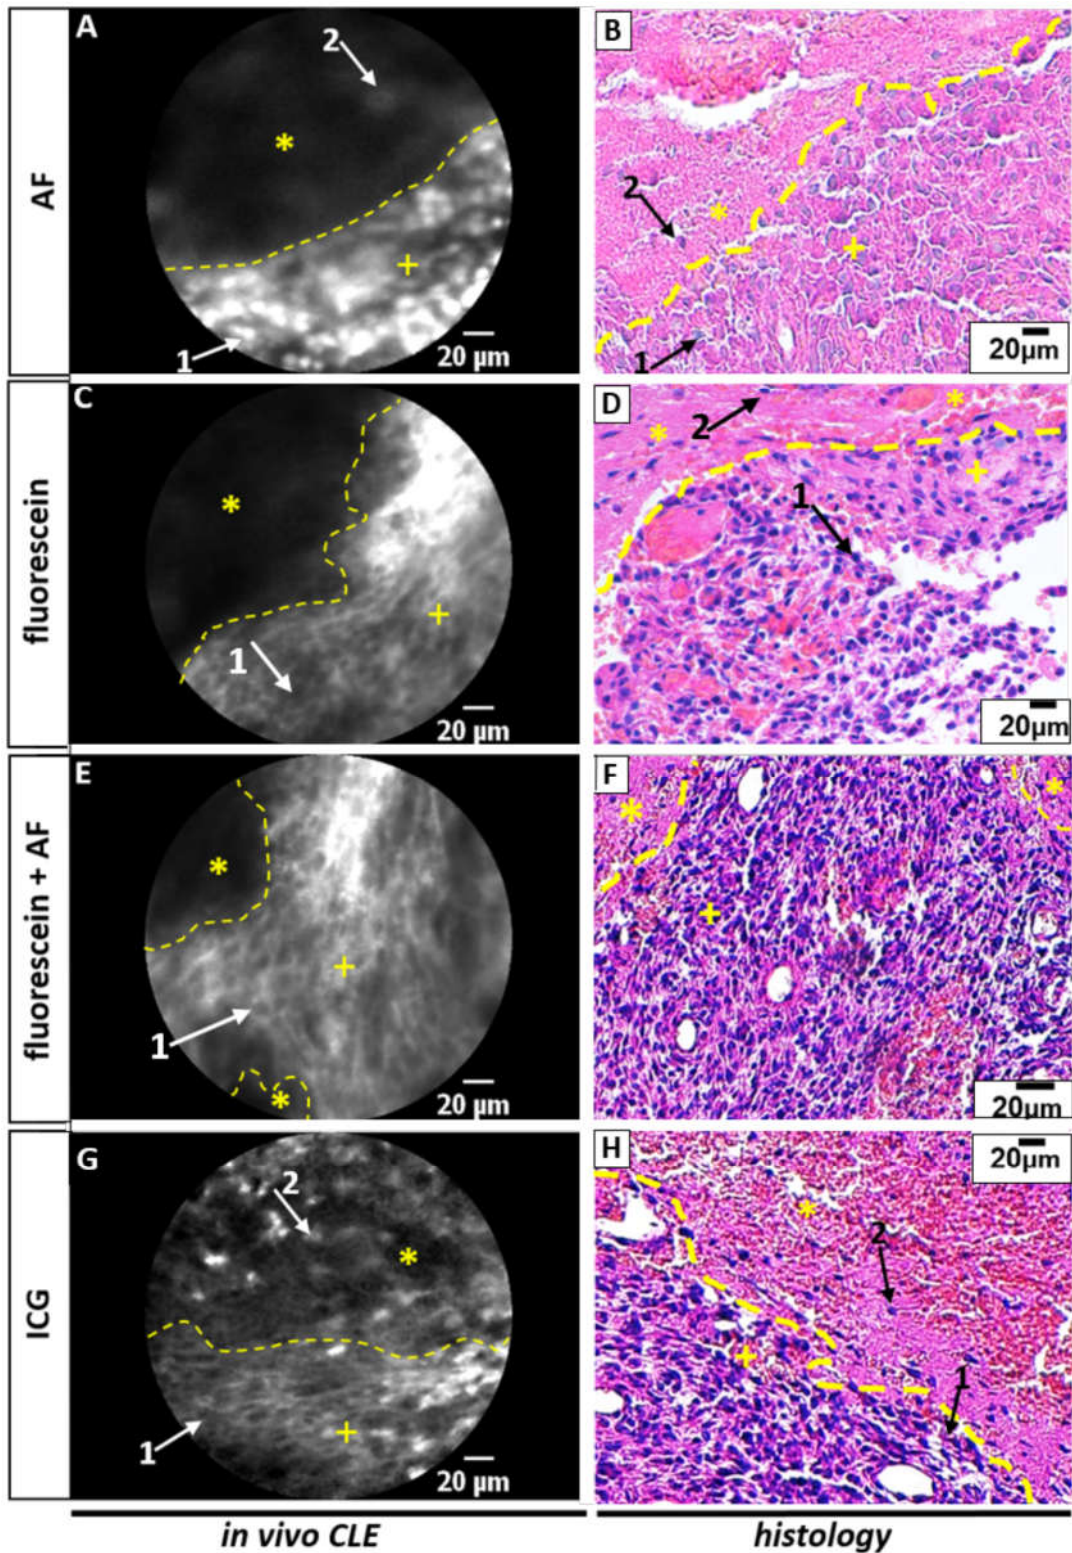 AF
A
2
*
+
1
20 µm
B
2
*
+
1
20µm
fluorescein
C
*
+
1
20 µm
D
*
2
*
+
1
20µm
fluorescein + AF
E
*
+
1
*
20 µm
F
*
*
+
20µm
ICG
G
2
*
1
+
20 µm
H
20µm
*
2
+
1
in vivo CLE
histology